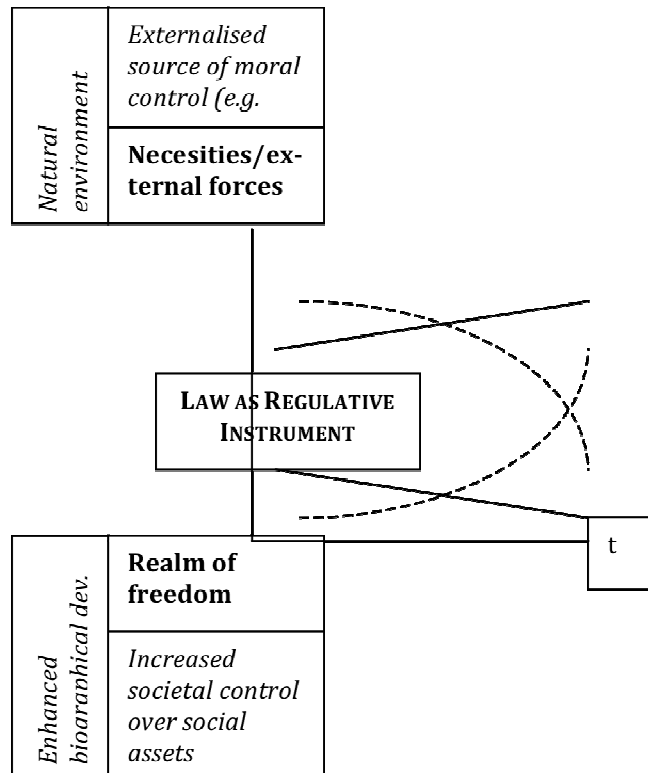 Natural
environment
Externalised
source of moral
control (e.g.
Necesities/ex-
ternal forces
LAW AS REGULATIVE
INSTRUMENT
t
Enhanced
biographical dev.
Realm of
freedom
Increased
societal control
over social
assets